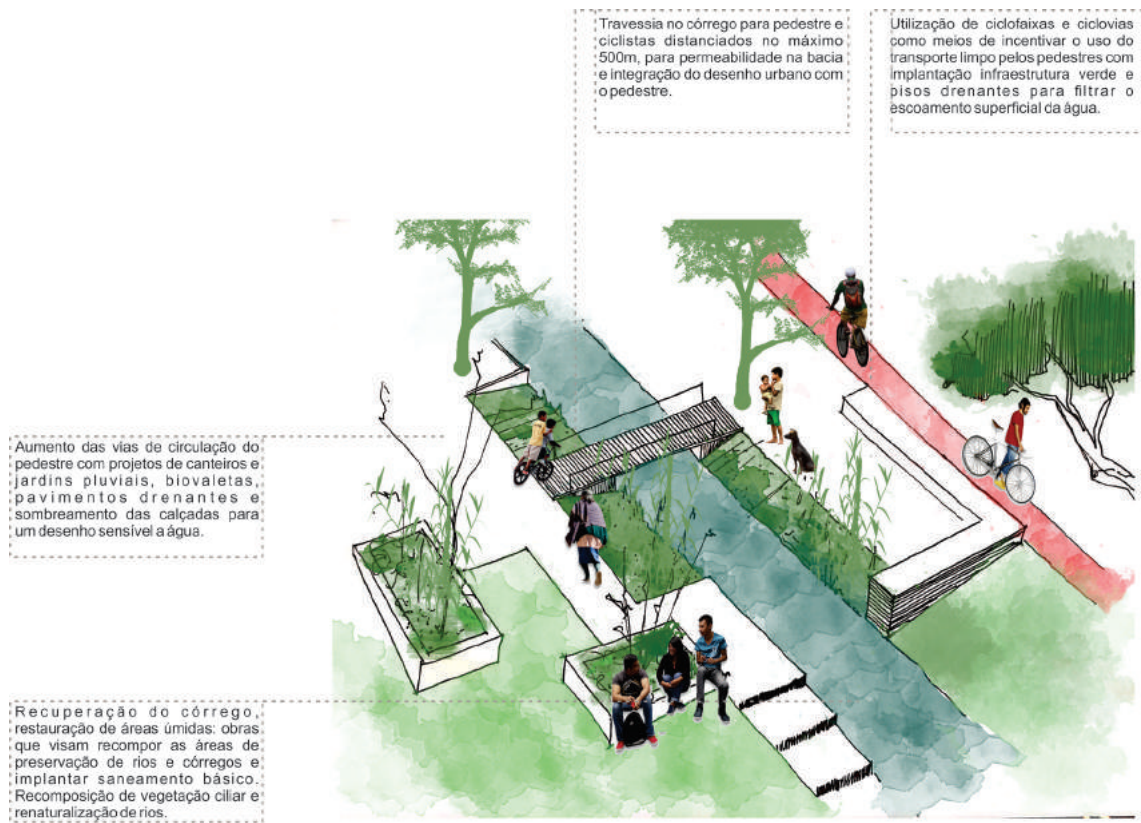 Travessia no córrego para pedestre e
ciclistas distanciados no máximo
500m, para permeabilidade na bacia
e integração do desenho urbano com
o pedestre.
Utilização de ciclofaixas e ciclovias
como meios de incentivar o uso do
transporte limpo pelos pedestres com
implantação infraestrutura verde e
pisos drenantes para filtrar o
escoamento superficial da água.
Aumento das vias de circulação do
pedestre com projetos de canteiros e
jardins pluviais, biovaletas,
pavimentos drenantes e
sombreamento das calçadas para
um desenho sensível a água.
Recuperação do córrego,
restauração de áreas úmidas: obras
que visam recompor as áreas de
preservação de rios e córregos e
implantar saneamento básico.
Recomposição de vegetação ciliar e
renaturalização de rios.